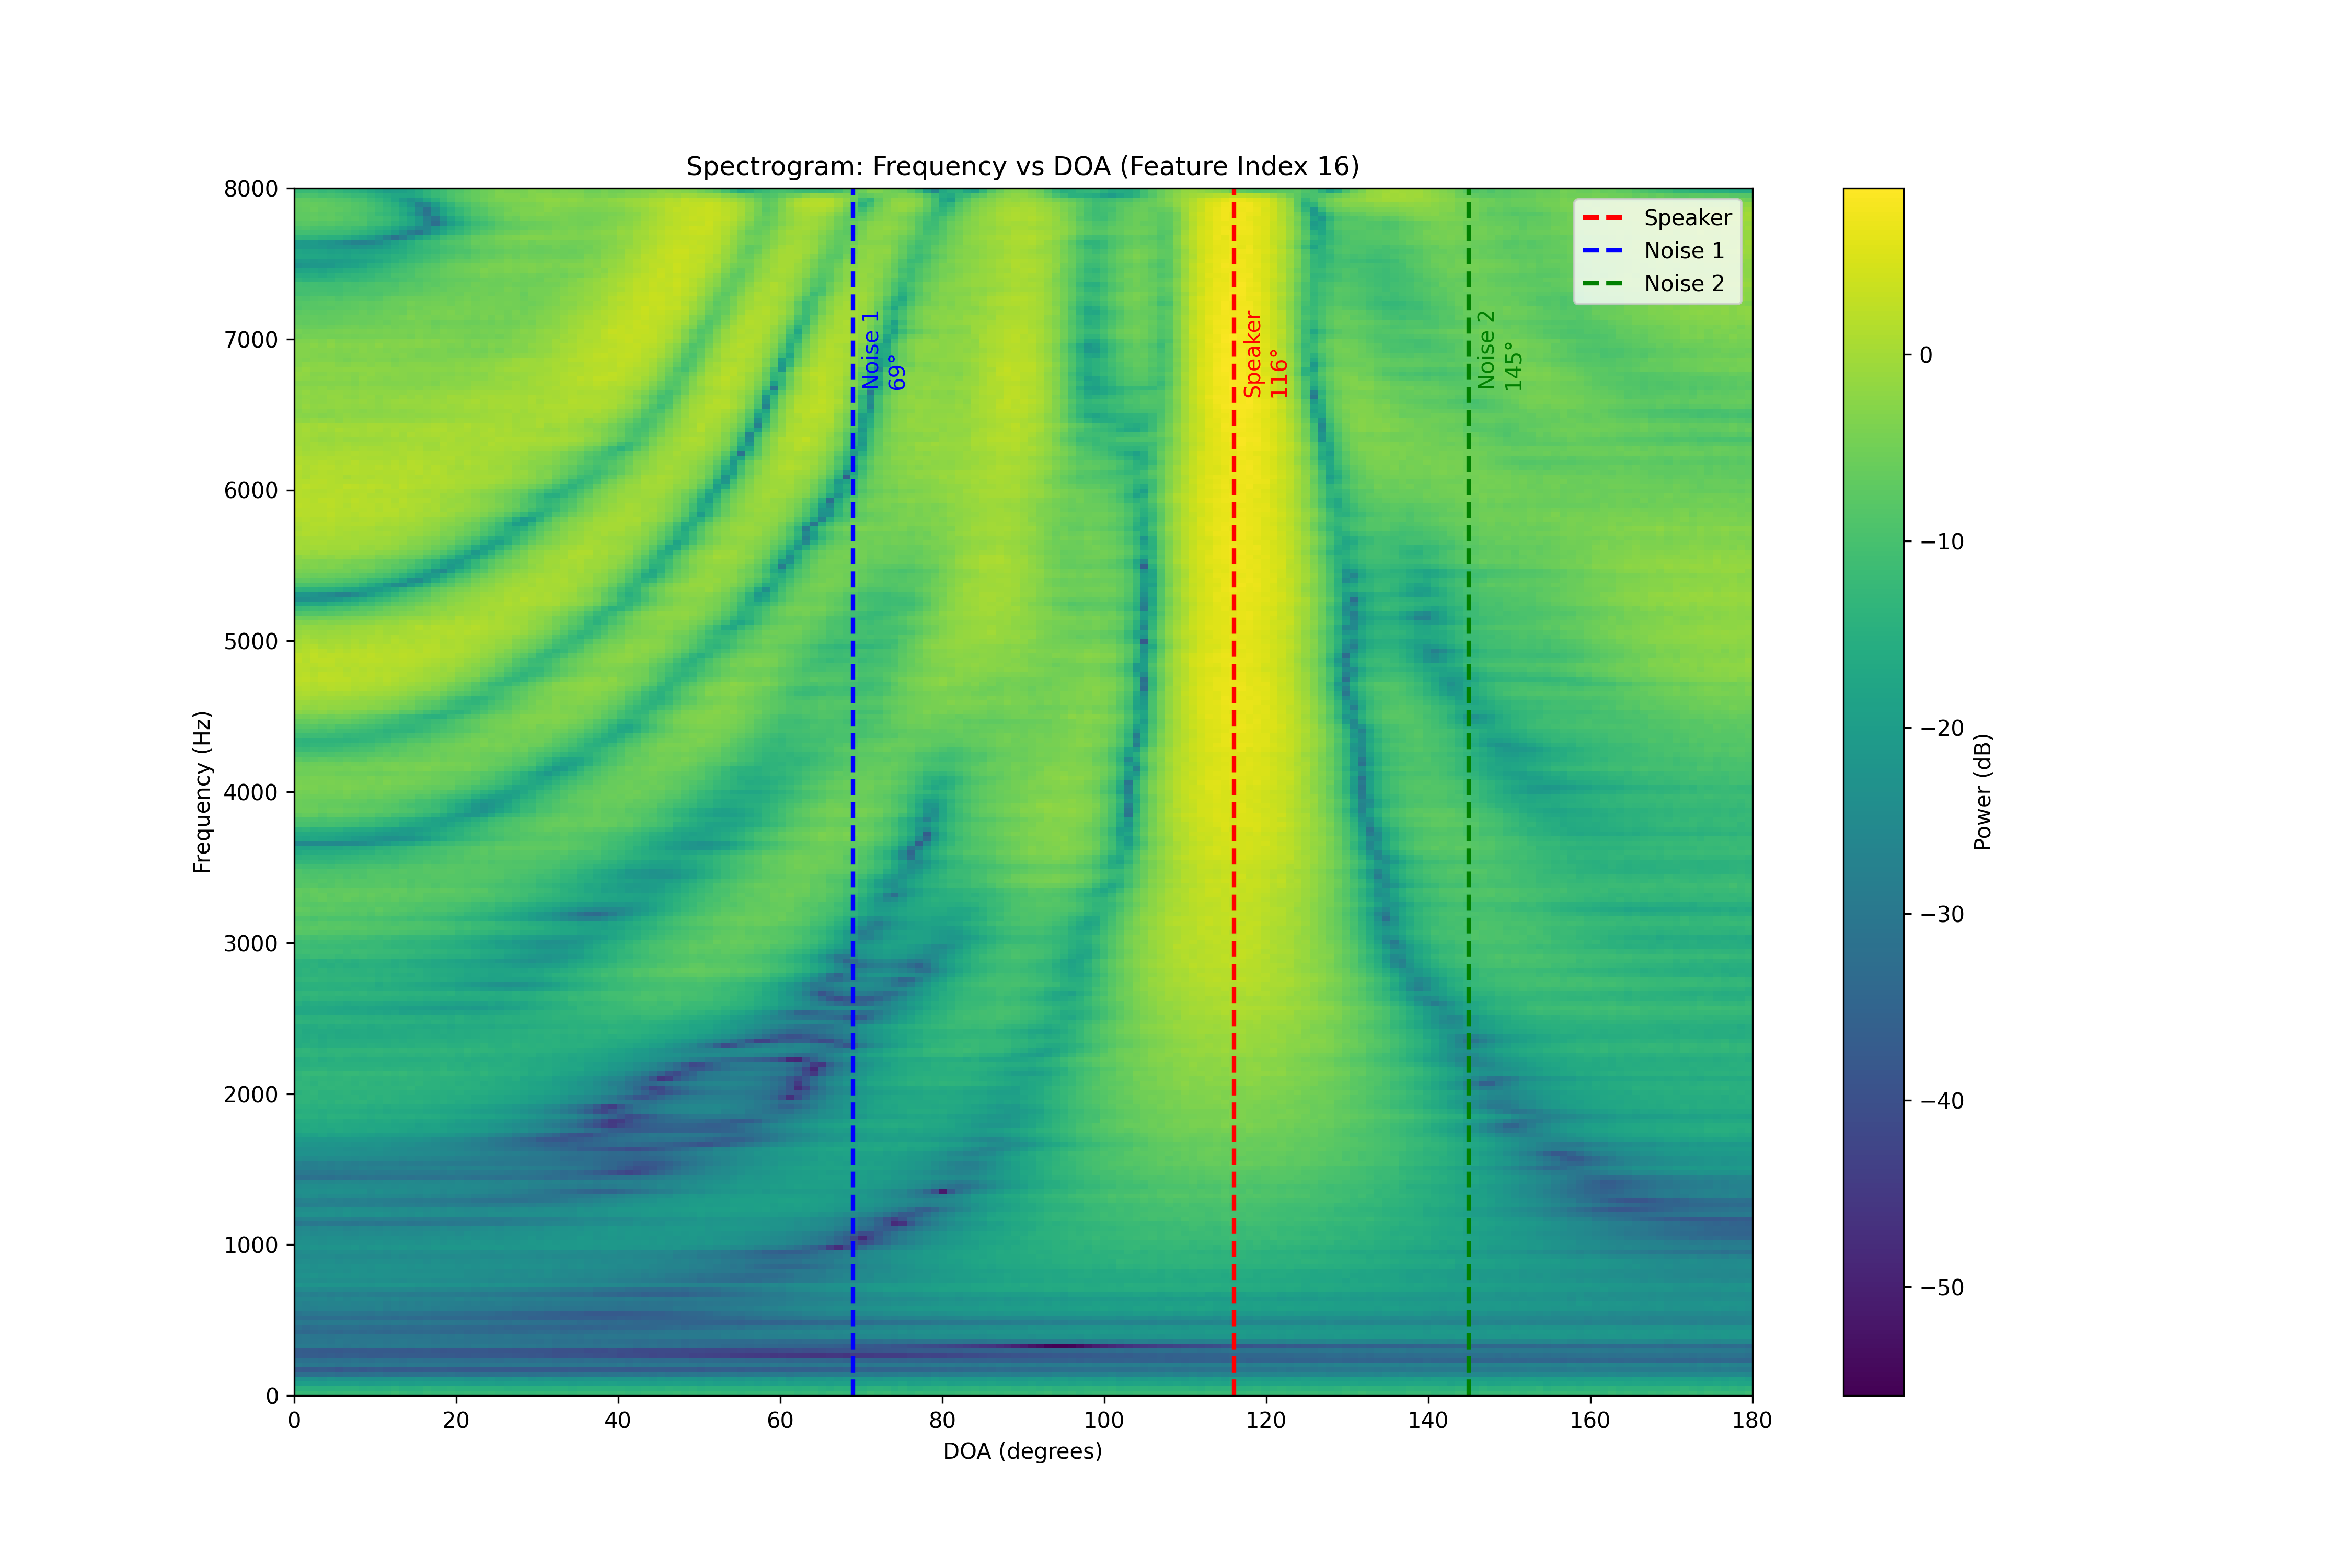 Spectrogram: Frequency vs DOA (Feature Index 16)
8000
7000
6000
5000
4000
3000
2000
1000
0
Frequency (Hz)
0
20
40
60
80
100
120
140
160
180
DOA (degrees)
Noise 1
69°
Speaker
116°
Noise 2
145°
Speaker
Noise 1
Noise 2
0
−10
−20
−30
−40
−50
Power (dB)